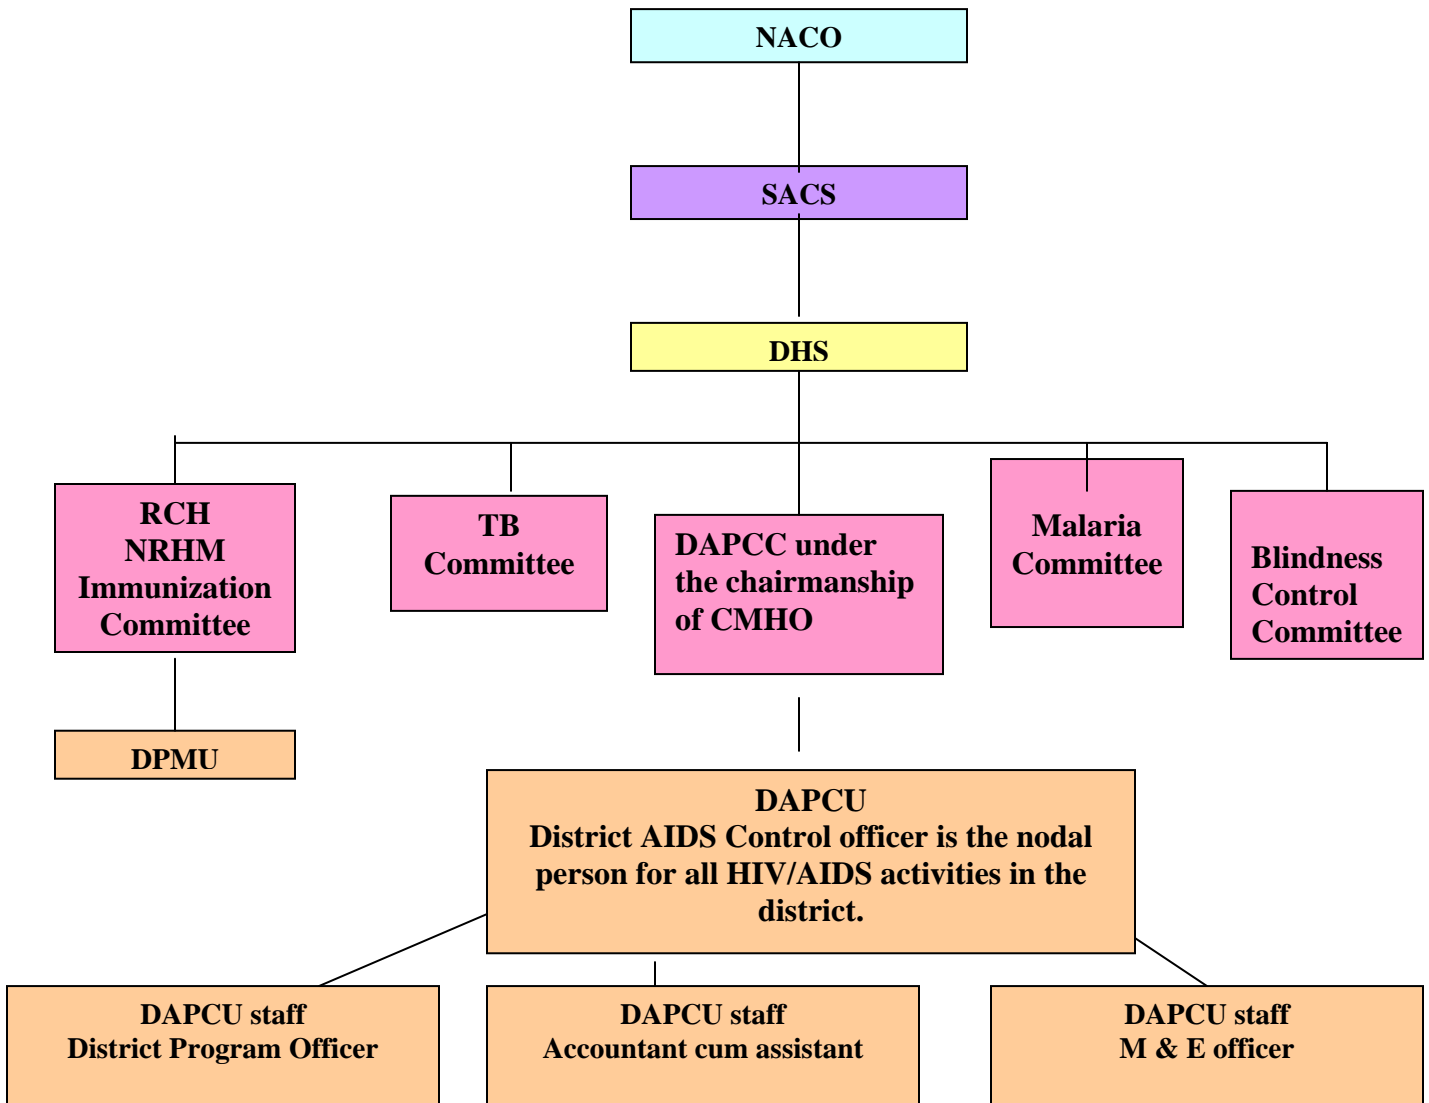 NACO
SACS
DHS
RCH
NRHM
Immunization
Committee
TB
Committee
DAPCC under
the chairmanship
of CMHO
Malaria
Committee
Blindness
Control
Committee
DPMU
DAPCU
District AIDS Control officer is the nodal
person for all HIV/AIDS activities in the
district.
DAPCU staff
District Program Officer
DAPCU staff
Accountant cum assistant
DAPCU staff
M & E officer